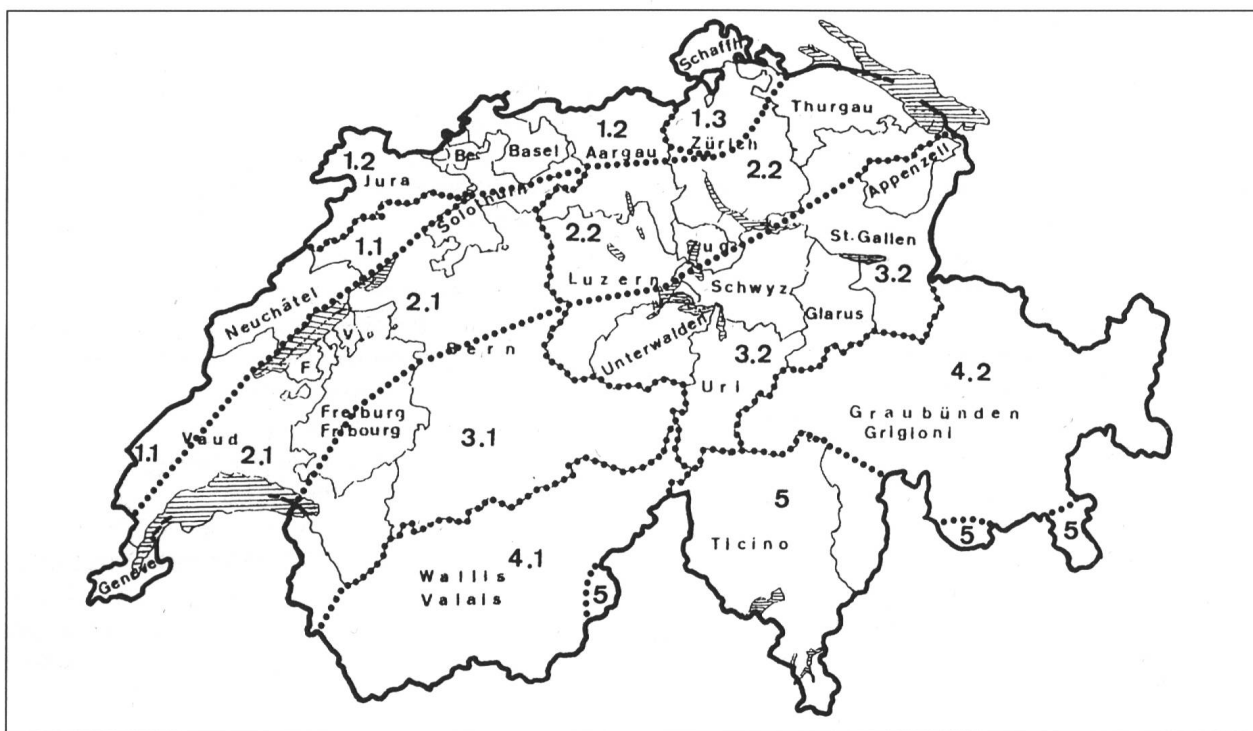 Schaffh
Thurgau
1.3
Zürich
1.2
Aargau
Basel
Ber
1.2
Jura
2.2
Appenzell
Solothurn
2.2
Zug
St. Gallen
1.1
Luzern
Schwyz
3.2
2.1
Neuchâtel
Glarus
Unterwalden
Bern
3.2
Uri
F
4.2
Graubünden
Grigioni
Freiburg
Fribourg
3.1
1.1
Vaud
2.1
5
Ticino
5
5
4.1
Wallis
Valais
5
Genève